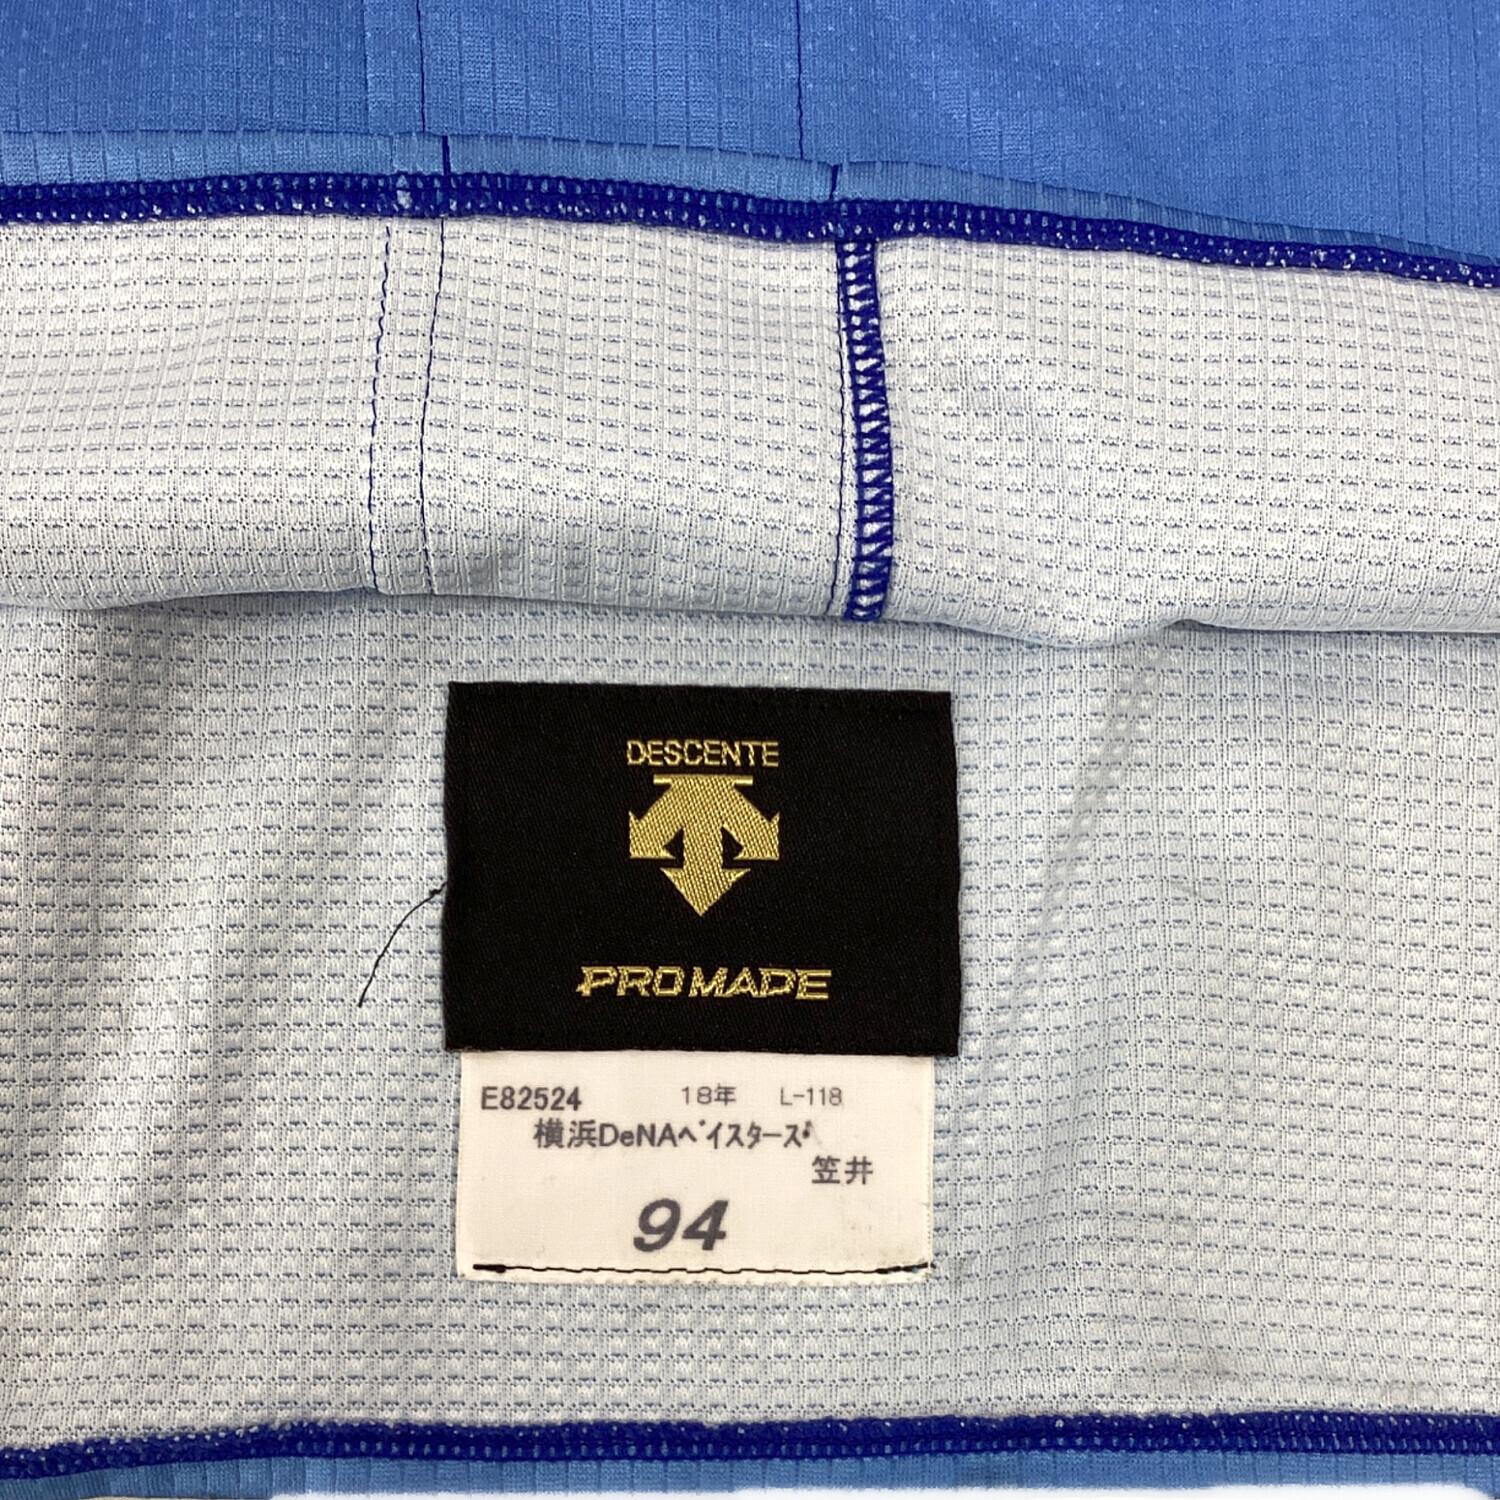 DESCENTE
PRO MADE
E82524 18年 L-118
横浜DeNAベイスターズ
笠井
94